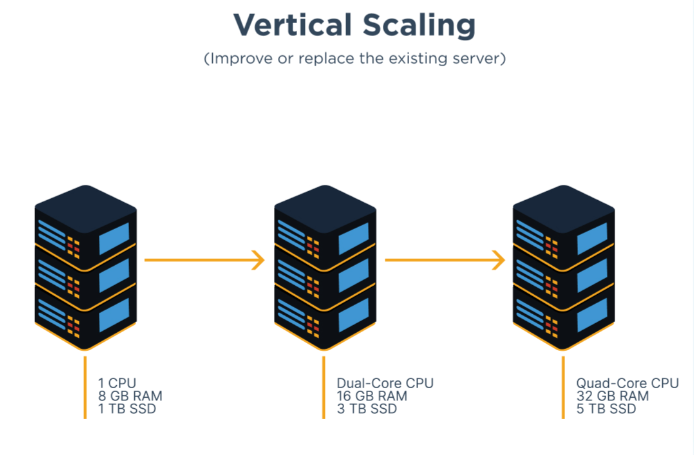 Vertical Scaling
(Improve or replace the existing server)
1 CPU
8 GB RAM
1 TB SSD
Dual-Core CPU
16 GB RAM
3 TB SSD
Quad-Core CPU
32 GB RAM
5 TB SSD